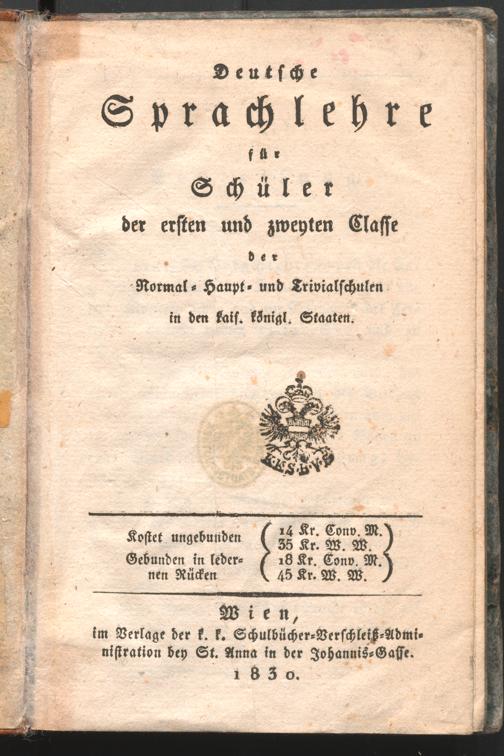 Deutsche
Sprachlehre
für
Schüler
der ersten und zweyten Classe
der
Normal- Haupt- und Trivialschulen
in den kais. königl. Staaten.
K.K.S.B.V.S.
Kostet ungebunden
14 Kr. Conv. M.
35 Kr. W. W.
Gebunden in leder-
nen Rücken
18 Kr. Conv. M.
45 Kr. W. W.
Wien,
im Verlage der k. k. Schulbücher-Verschleiß-Admi-
nistration bey St. Anna in der Johannis-Gasse.
1830.